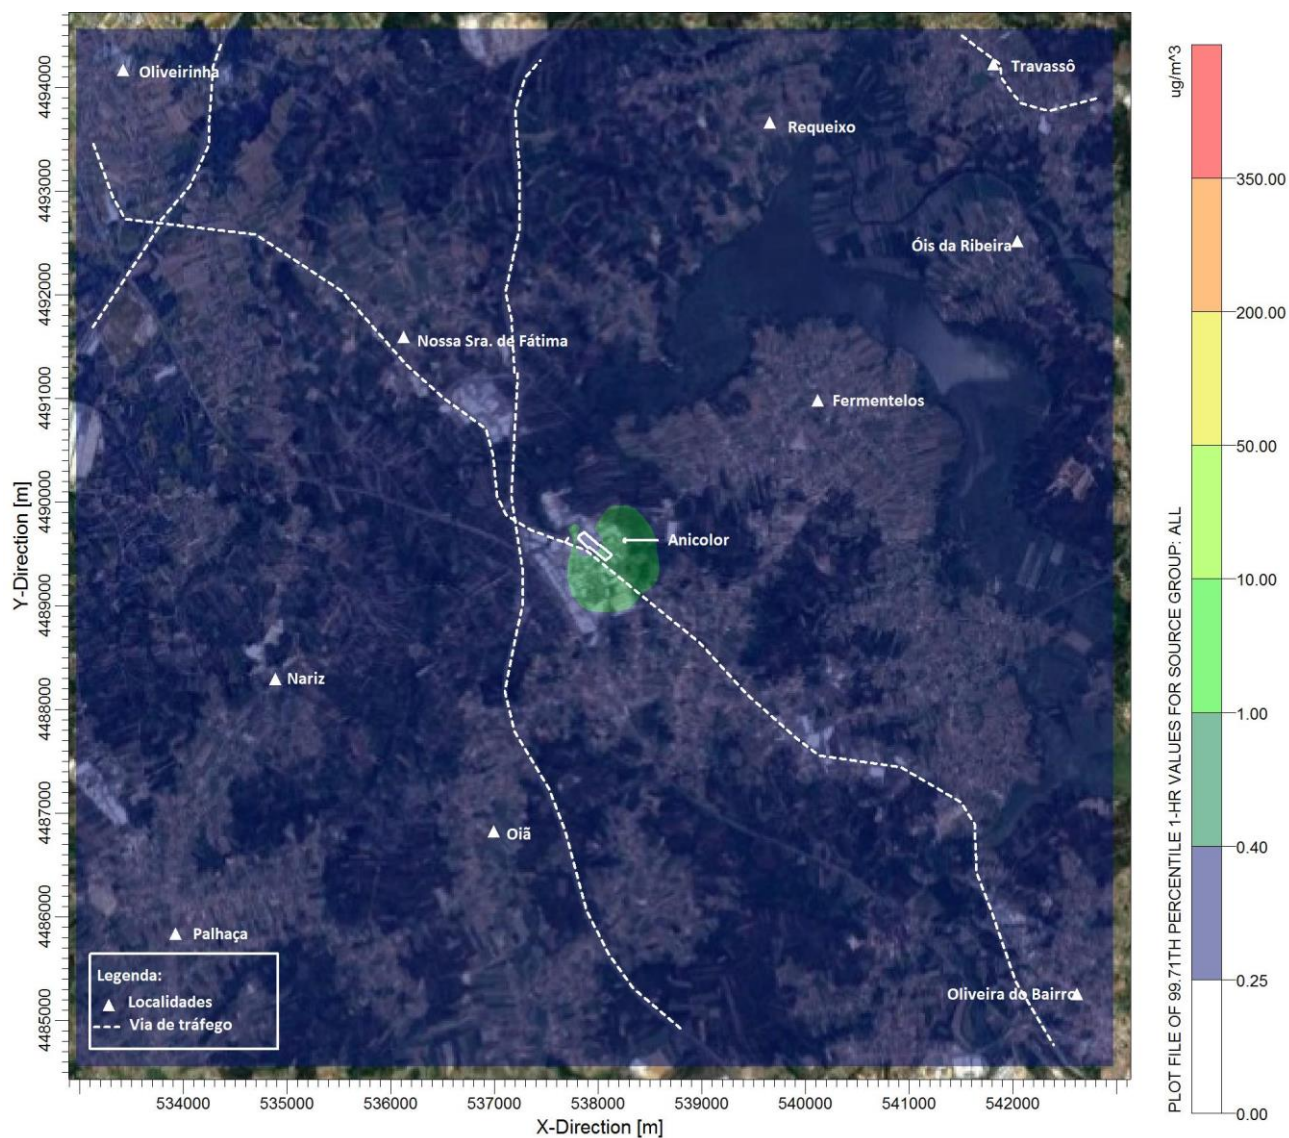 ug/m^3
Oliveirinha
Travassô
Requeixo
Óis da Ribeira
Nossa Sra. de Fátima
Fermentelos
Anicolor
Nariz
Oiã
Palhaça
Oliveira do Bairro
Legenda:
Localidades
Via de tráfego
Y-Direction [m]
4494000
4493000
4492000
4491000
4490000
4489000
4488000
4487000
4486000
4485000
534000 535000 536000 537000 538000 539000 540000 541000 542000
X-Direction [m]
350.00
200.00
50.00
10.00
1.00
0.40
0.25
0.00
PLOT FILE OF 99.71TH PERCENTILE 1-HR VALUES FOR SOURCE GROUP: ALL